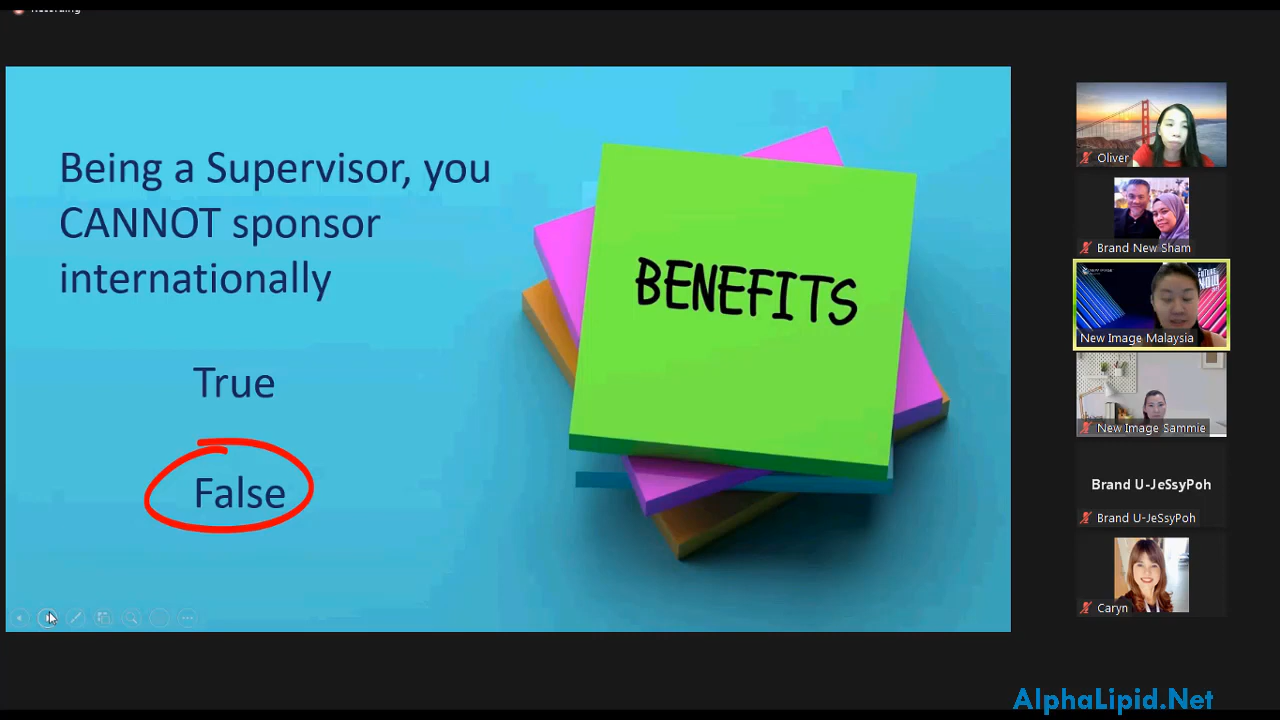 Recording
Being a Supervisor, you
CANNOT sponsor
internationally
True
False
BENEFITS
Oliver
Brand New Sham
New Image Malaysia
New Image Sammie
Brand U-JeSsyPoh
Brand U-JeSsyPoh
Caryn
AlphaLipid.Net